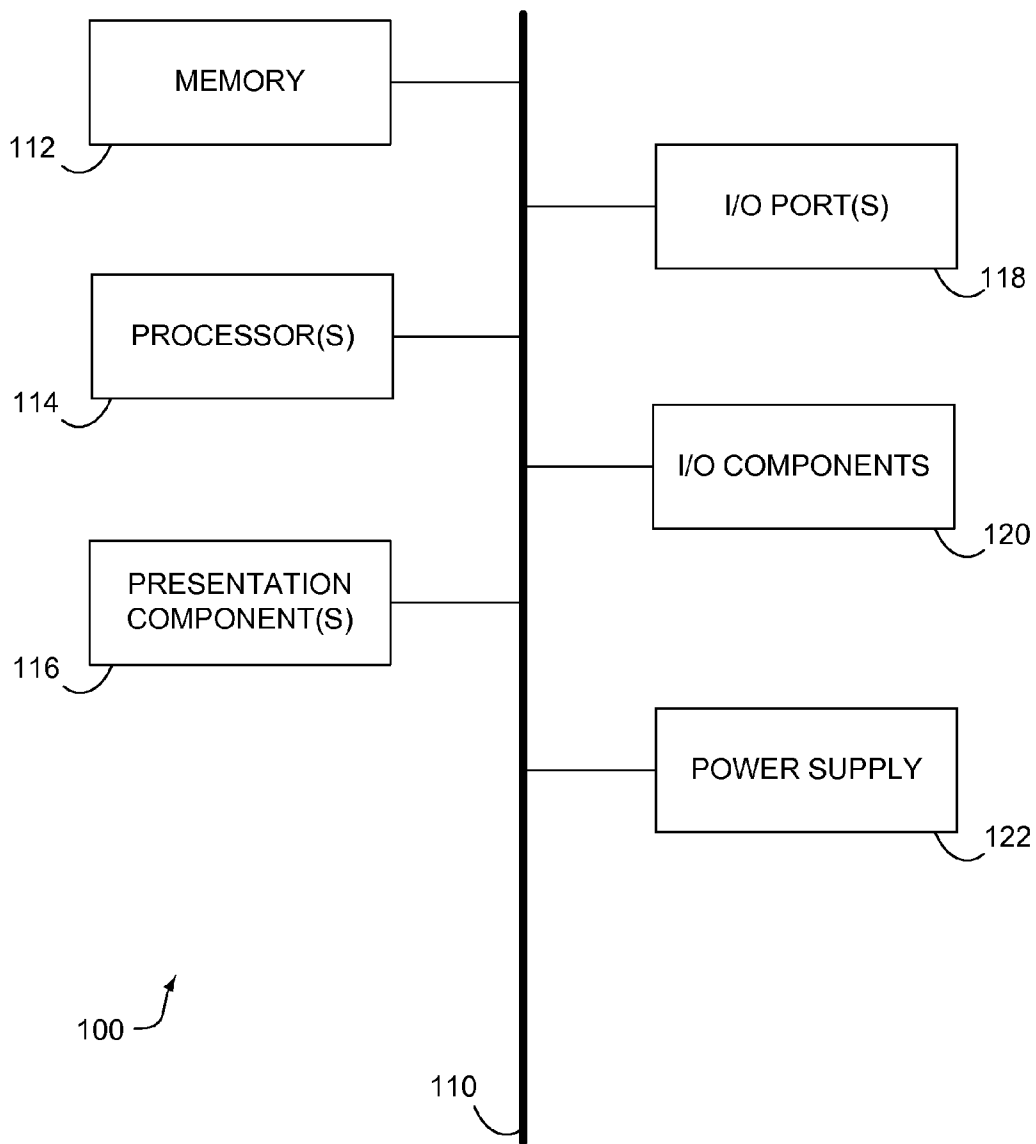 MEMORY
112
I/O PORT(S)
118
PROCESSOR(S)
114
I/O COMPONENTS
120
PRESENTATION
COMPONENT(S)
116
POWER SUPPLY
122
100
110